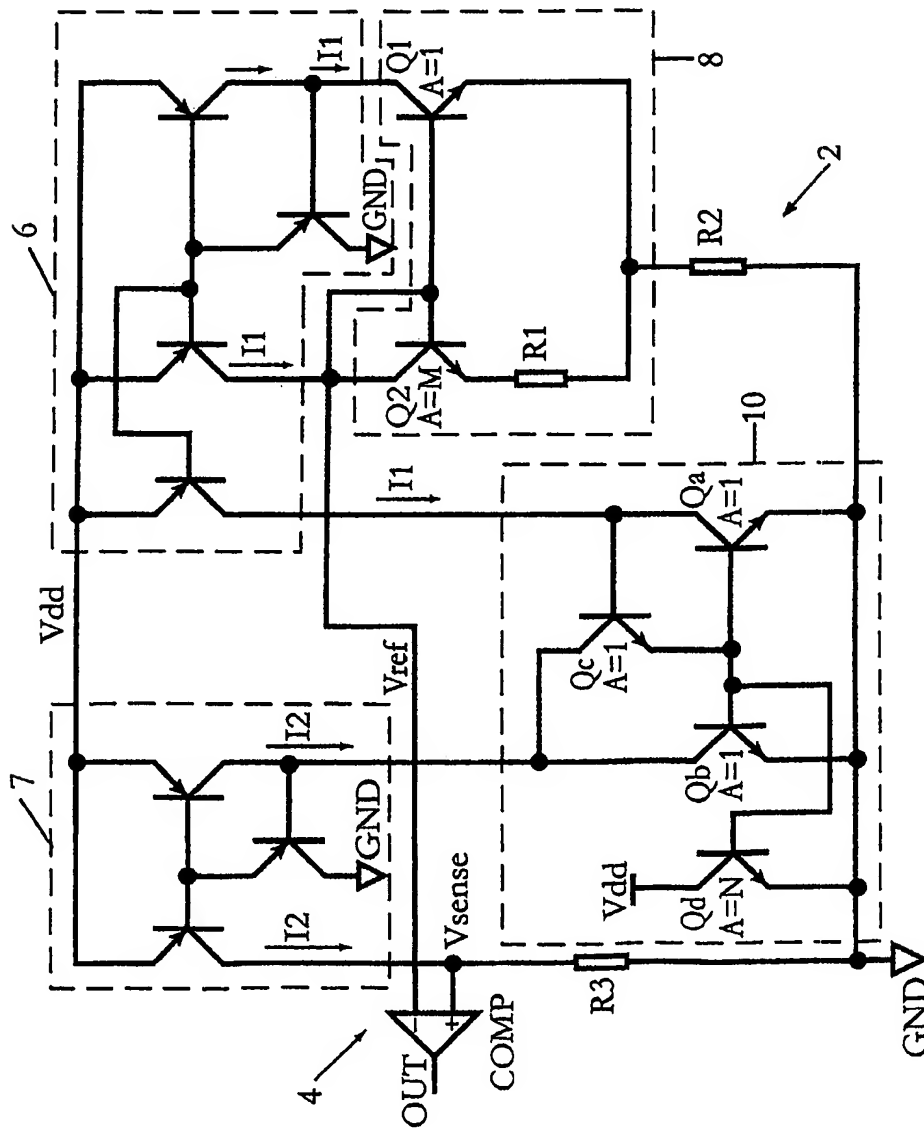 6
Vdd
7
I1
I1
I1
I1
GND
I2
I2
GND
Vref
Vsense
Q1
A=1
Q2
A=M
R1
8
4
OUT
COMP
-
+
10
R2
2
Qa
A=1
Qc
A=1
Qb
A=1
Vdd
Qd
A=N
R3
GND